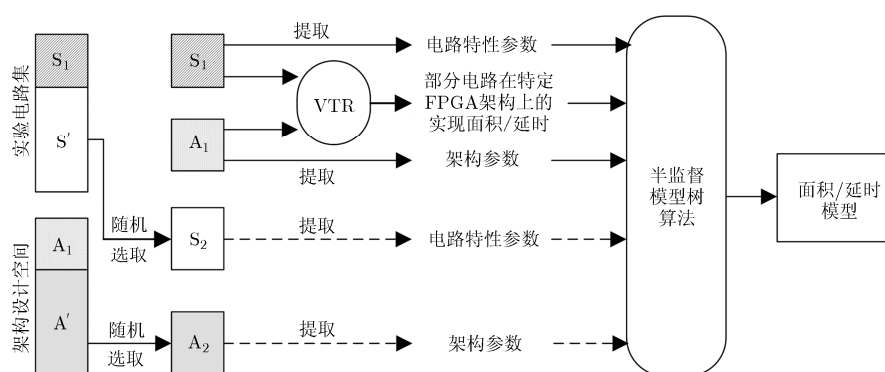 实验电路集
S1
S′
架构设计空间
A1
A′
随机
选取
随机
选取
S1
A1
S2
A2
VTR
提取
提取
提取
提取
电路特性参数
部分电路在特定
FPGA架构上的
实现面积/延时
架构参数
电路特性参数
架构参数
半监督
模型树
算法
面积/延时
模型